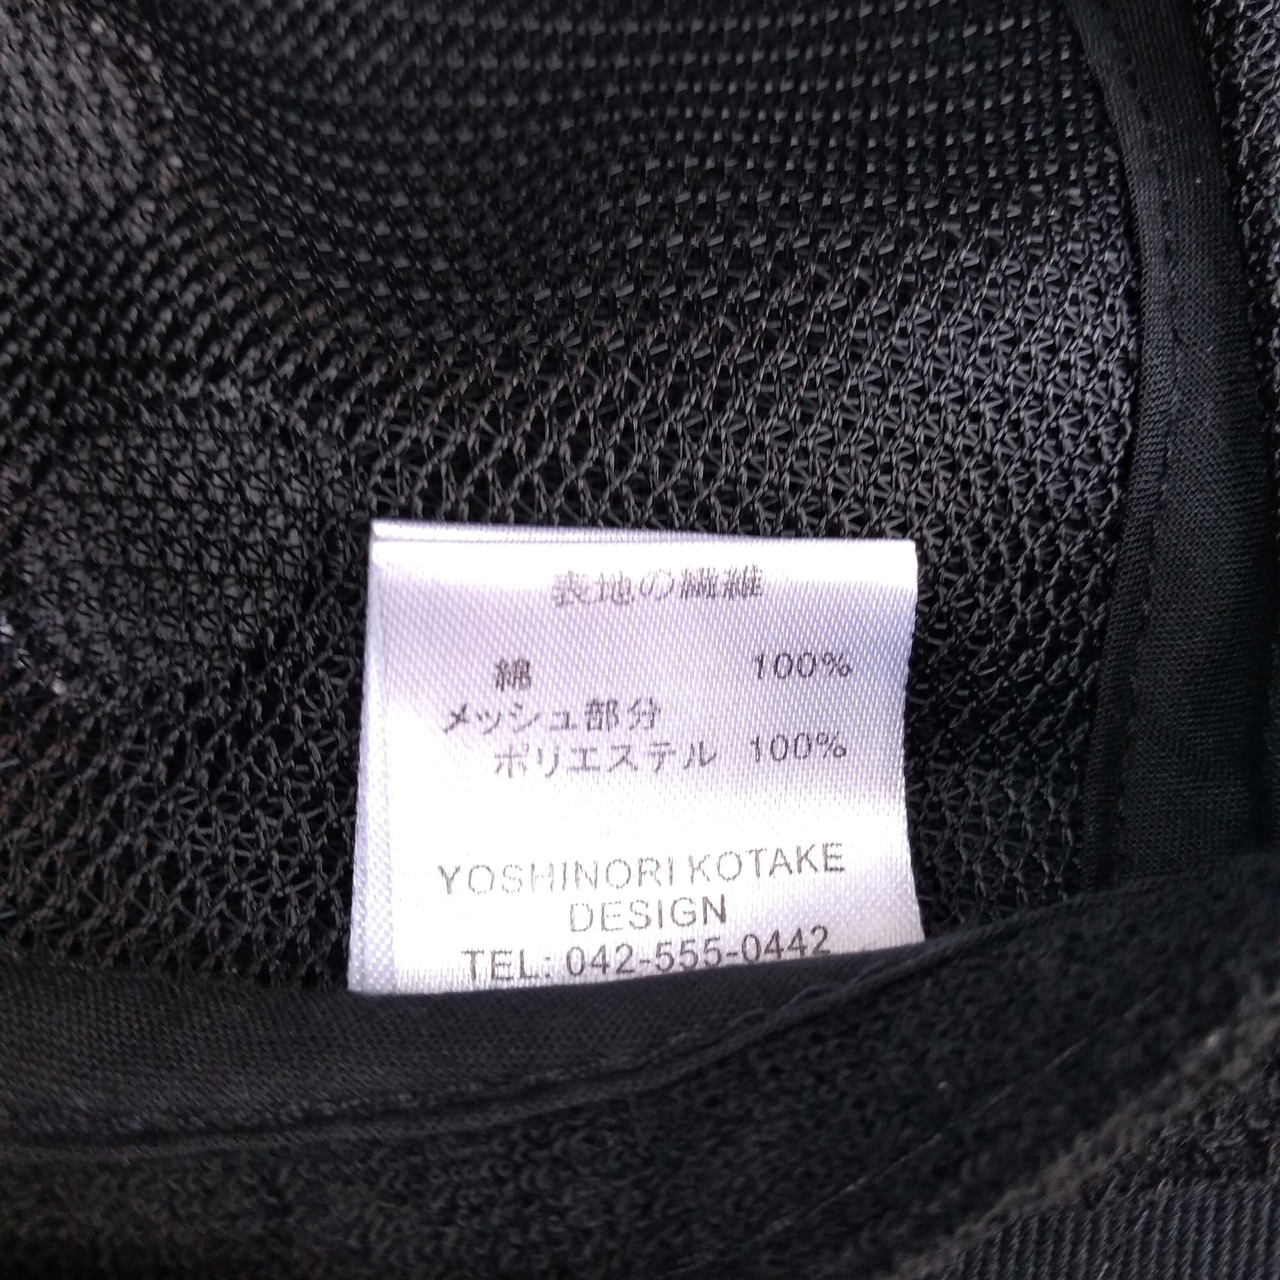 表地の繊維
綿 100%
メッシュ部分
ポリエステル 100%
YOSHINORI KOTAKE
DESIGN
TEL: 042-555-0442